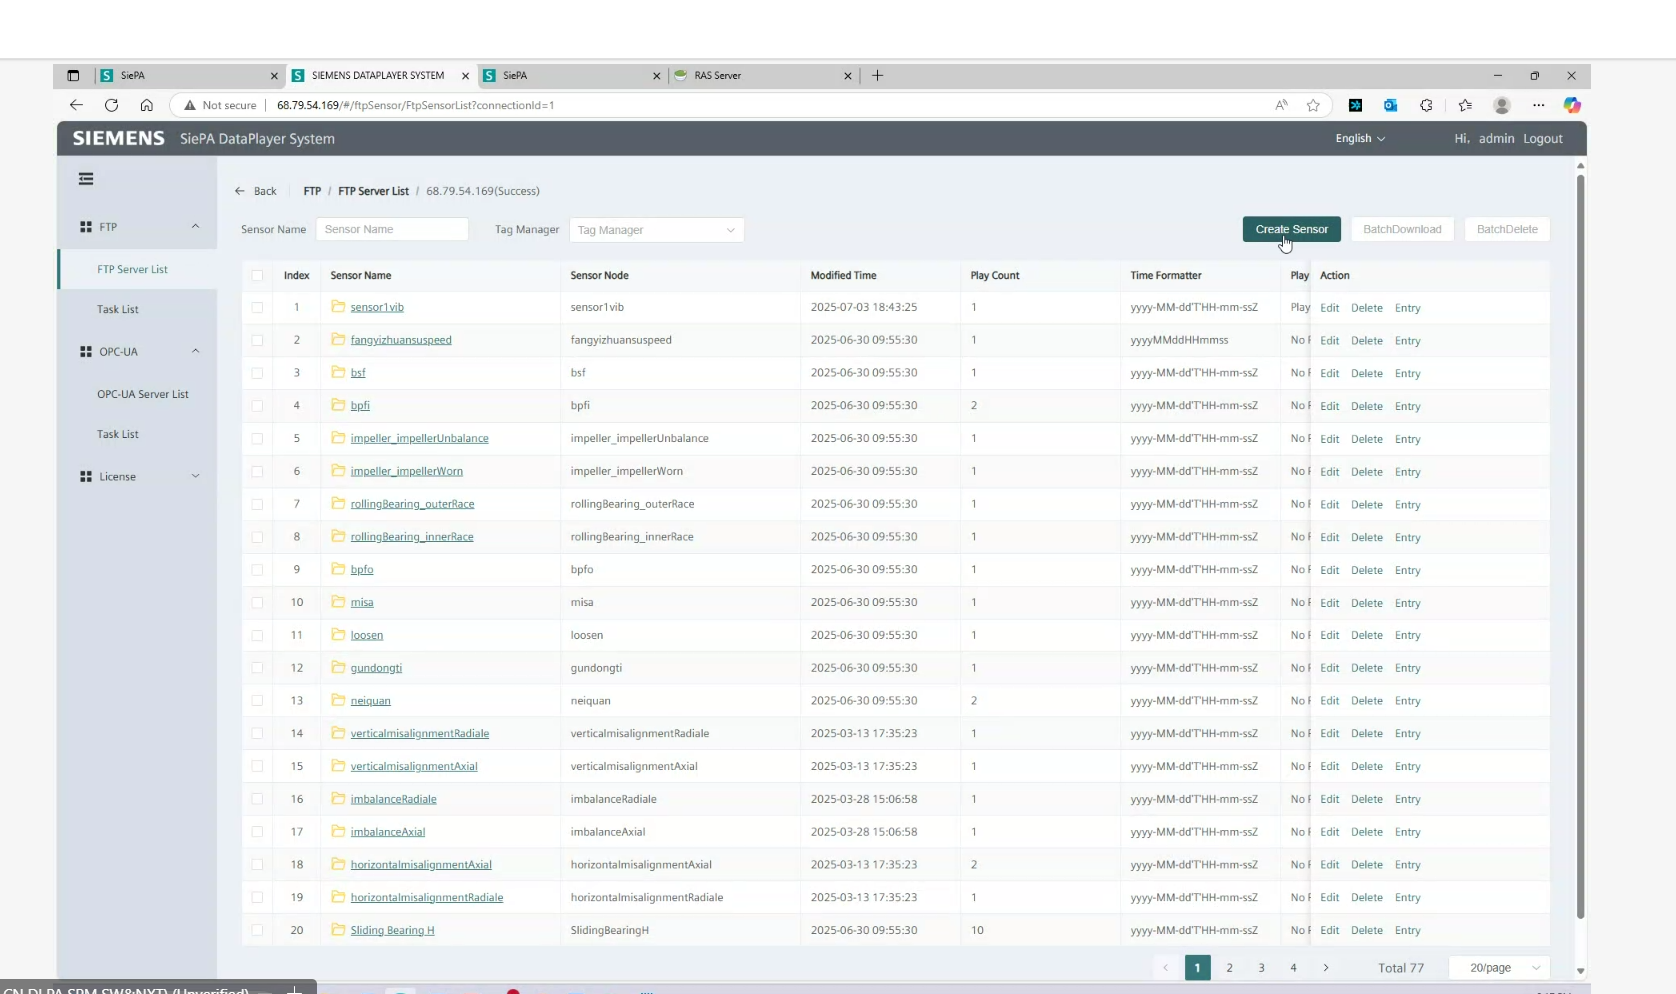 SiePA
SIEMENS DATAPLAYER SYSTEM
SiePA
RAS Server
Not secure 68.79.54.169/#/ftpSensor/FtpSensorList?connectionId=1
SIEMENS SiePA DataPlayer System English Hi, admin Logout
Back FTP / FTP Server List / 68.79.54.169(Success)
FTP
FTP Server List
Task List
OPC-UA
OPC-UA Server List
Task List
License
Sensor Name Sensor Name Tag Manager Tag Manager Create Sensor BatchDownload BatchDelete
Index Sensor Name Sensor Node Modified Time Play Count Time Formatter Play Action
1 sensor1vib sensor1vib 2025-07-03 18:43:25 1 yyyy-MM-dd'T'HH-mm-ssZ Play Edit Delete Entry
2 fangyizhuansuspeed fangyizhuansuspeed 2025-06-30 09:55:30 1 yyyyMMddHHmmss No Edit Delete Entry
3 bsf bsf 2025-06-30 09:55:30 1 yyyy-MM-dd'T'HH-mm-ssZ No Edit Delete Entry
4 bpfi bpfi 2025-06-30 09:55:30 2 yyyy-MM-dd'T'HH-mm-ssZ No Edit Delete Entry
5 impeller_impellerUnbalance impeller_impellerUnbalance 2025-06-30 09:55:30 1 yyyy-MM-dd'T'HH-mm-ssZ No Edit Delete Entry
6 impeller_impellerWorn impeller_impellerWorn 2025-06-30 09:55:30 1 yyyy-MM-dd'T'HH-mm-ssZ No Edit Delete Entry
7 rollingBearing_outerRace rollingBearing_outerRace 2025-06-30 09:55:30 1 yyyy-MM-dd'T'HH-mm-ssZ No Edit Delete Entry
8 rollingBearing_innerRace rollingBearing_innerRace 2025-06-30 09:55:30 1 yyyy-MM-dd'T'HH-mm-ssZ No Edit Delete Entry
9 bpfo bpfo 2025-06-30 09:55:30 1 yyyy-MM-dd'T'HH-mm-ssZ No Edit Delete Entry
10 misa misa 2025-06-30 09:55:30 1 yyyy-MM-dd'T'HH-mm-ssZ No Edit Delete Entry
11 loosen loosen 2025-06-30 09:55:30 1 yyyy-MM-dd'T'HH-mm-ssZ No Edit Delete Entry
12 gundongti gundongti 2025-06-30 09:55:30 1 yyyy-MM-dd'T'HH-mm-ssZ No Edit Delete Entry
13 neiquan neiquan 2025-06-30 09:55:30 2 yyyy-MM-dd'T'HH-mm-ssZ No Edit Delete Entry
14 verticalmisalignmentRadiale verticalmisalignmentRadiale 2025-03-13 17:35:23 1 yyyy-MM-dd'T'HH-mm-ssZ No Edit Delete Entry
15 verticalmisalignmentAxial verticalmisalignmentAxial 2025-03-13 17:35:23 1 yyyy-MM-dd'T'HH-mm-ssZ No Edit Delete Entry
16 imbalanceRadiale imbalanceRadiale 2025-03-28 15:06:58 1 yyyy-MM-dd'T'HH-mm-ssZ No Edit Delete Entry
17 imbalanceAxial imbalanceAxial 2025-03-28 15:06:58 1 yyyy-MM-dd'T'HH-mm-ssZ No Edit Delete Entry
18 horizontalmisalignmentAxial horizontalmisalignmentAxial 2025-03-13 17:35:23 2 yyyy-MM-dd'T'HH-mm-ssZ No Edit Delete Entry
19 horizontalmisalignmentRadiale horizontalmisalignmentRadiale 2025-03-13 17:35:23 1 yyyy-MM-dd'T'HH-mm-ssZ No Edit Delete Entry
20 Sliding Bearing H SlidingBearingH 2025-06-30 09:55:30 10 yyyy-MM-dd'T'HH-mm-ssZ No Edit Delete Entry
1 2 3 4 Total 77 20/page